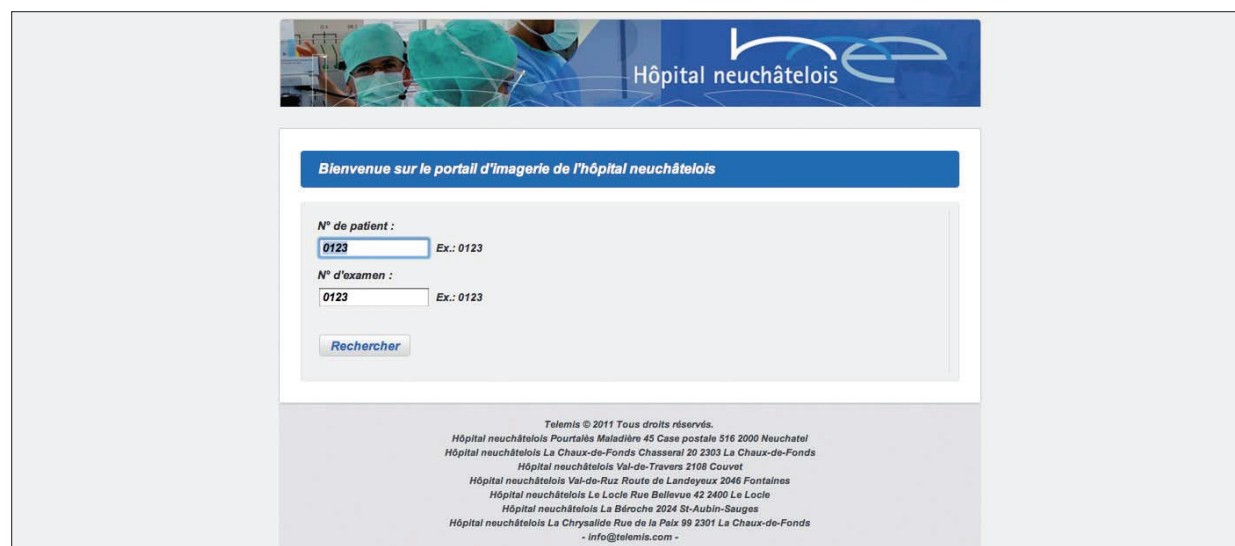 Hôpital neuchâtelois
Bienvenue sur le portail d'imagerie de l'hôpital neuchâtelois
N° de patient :
0123 Ex.: 0123
N° d'examen :
0123 Ex.: 0123
Rechercher
Telemis © 2011 Tous droits réservés.
Hôpital neuchâtelois Pourtalès Maladière 45 Case postale 516 2000 Neuchatel
Hôpital neuchâtelois La Chaux-de-Fonds Chasseral 20 2303 La Chaux-de-Fonds
Hôpital neuchâtelois Val-de-Travers 2108 Couvet
Hôpital neuchâtelois Val-de-Ruz Route de Landeyeux 2046 Fontaines
Hôpital neuchâtelois Le Locle Rue Bellevue 42 2400 Le Locle
Hôpital neuchâtelois La Béroche 2024 St-Aubin-Sauges
Hôpital neuchâtelois La Chrysalide Rue de la Paix 99 2301 La Chaux-de-Fonds
- info@telemis.com -